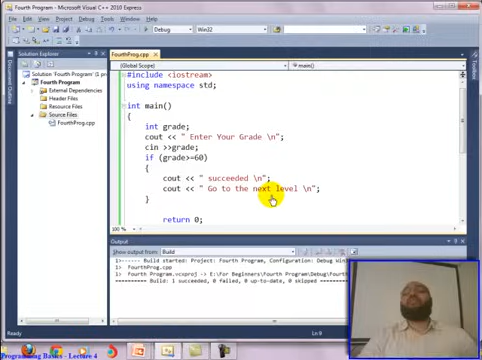 Fourth Program - Microsoft Visual C++ 2010 Express
File Edit View Project Debug Tools Window Help
Debug Win32
Solution Explorer
Solution 'Fourth Program' (1 proj
Fourth Program
External Dependencies
Header Files
Resource Files
Source Files
FourthProg.cpp
FourthProg.cpp
(Global Scope) main()
#include <iostream>
using namespace std;
int main()
{
int grade;
cout << " Enter Your Grade \n";
cin >>grade;
if (grade>=60)
{
cout << " succeeded \n";
cout << " Go to the next level \n";
}
return 0;
100 %
Output
Show output from: Build
1>------ Build started: Project: Fourth Program, Configuration: Debug
1> FourthProg.cpp
1> Fourth Program.vcxproj -> E:\For Beginners\Fourth Program\Debug\Fourth
========== Build: 1 succeeded, 0 failed, 0 up-to-date, 0 skipped
Ready
Programming Basics - Lecture 4